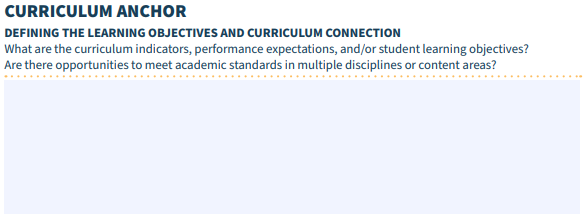 CURRICULUM ANCHOR
DEFINING THE LEARNING OBJECTIVES AND CURRICULUM CONNECTION
What are the curriculum indicators, performance expectations, and/or student learning objectives?
Are there opportunities to meet academic standards in multiple disciplines or content areas?